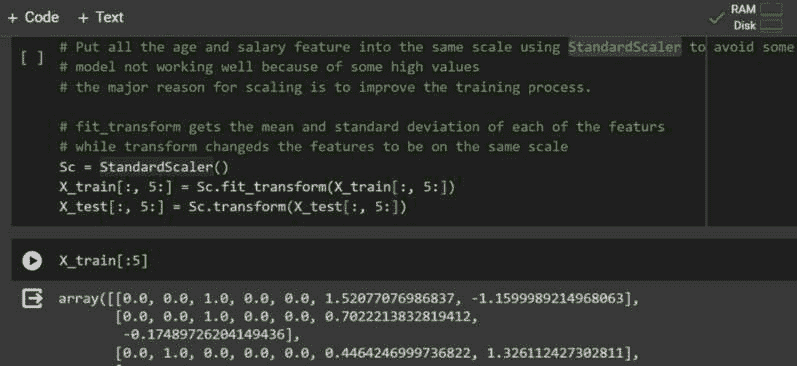 + Code + Text
RAM
Disk
# Put all the age and salary feature into the same scale using StandardScaler to avoid some
[ ]
# model not working well because of some high values
# the major reason for scaling is to improve the training process.
# fit_transform gets the mean and standard deviation of each of the featurs
# while transform changeds the features to be on the same scale
Sc = StandardScaler()
X_train[:, 5:] = Sc.fit_transform(X_train[:, 5:])
X_test[:, 5:] = Sc.transform(X_test[:, 5:])
X_train[:5]
array([[0.0, 0.0, 1.0, 0.0, 0.0, 1.52077076986837, -1.1599989214968063],
[0.0, 0.0, 1.0, 0.0, 0.0, 0.7022213832819412,
-0.17489726204149436],
[0.0, 1.0, 0.0, 0.0, 0.0, 0.4464246999736822, 1.326112427302811],